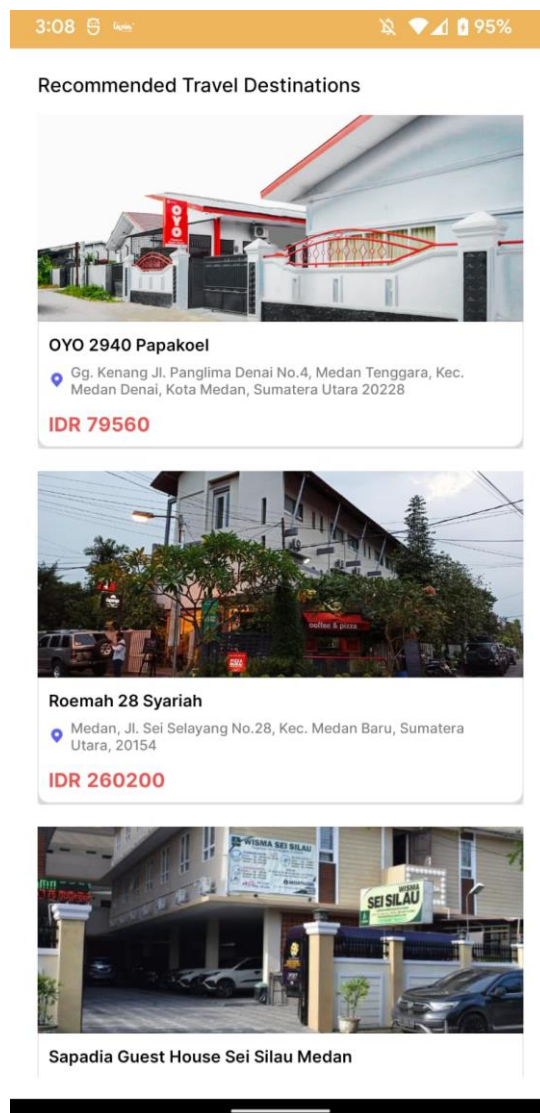 3:08
95%
Recommended Travel Destinations
OYO
OYO 2940 Papakoel
Gg. Kenang Jl. Panglima Denai No.4, Medan Tenggara, Kec.
Medan Denai, Kota Medan, Sumatera Utara 20228
IDR 79560
coffee & pizza
Roemah 28 Syariah
Medan, Jl. Sei Selayang No.28, Kec. Medan Baru, Sumatera
Utara, 20154
IDR 260200
WISMA SEI SILAU
WISMA
SEI SILAU
Sapadia Guest House Sei Silau Medan